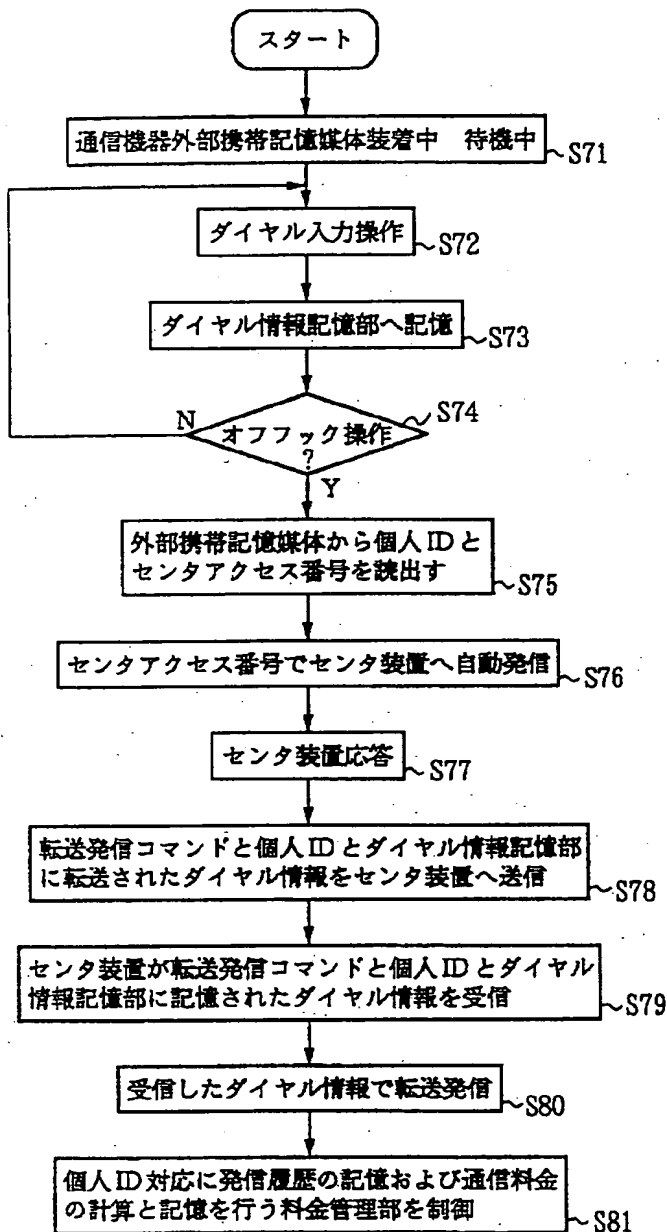 スタート
通信機器外部携帯記憶媒体装着中　待機中
S71
ダイヤル入力操作
S72
ダイヤル情報記憶部へ記憶
S73
オフフック操作
?
S74
N
Y
外部携帯記憶媒体から個人IDと
センタアクセス番号を読出す
S75
センタアクセス番号でセンタ装置へ自動発信
S76
センタ装置応答
S77
転送発信コマンドと個人IDとダイヤル情報記憶部
に転送されたダイヤル情報をセンタ装置へ送信
S78
センタ装置が転送発信コマンドと個人IDとダイヤル
情報記憶部に記憶されたダイヤル情報を受信
S79
受信したダイヤル情報で転送発信
S80
個人ID対応に発信履歴の記憶および通信料金
の計算と記憶を行う料金管理部を制御
S81